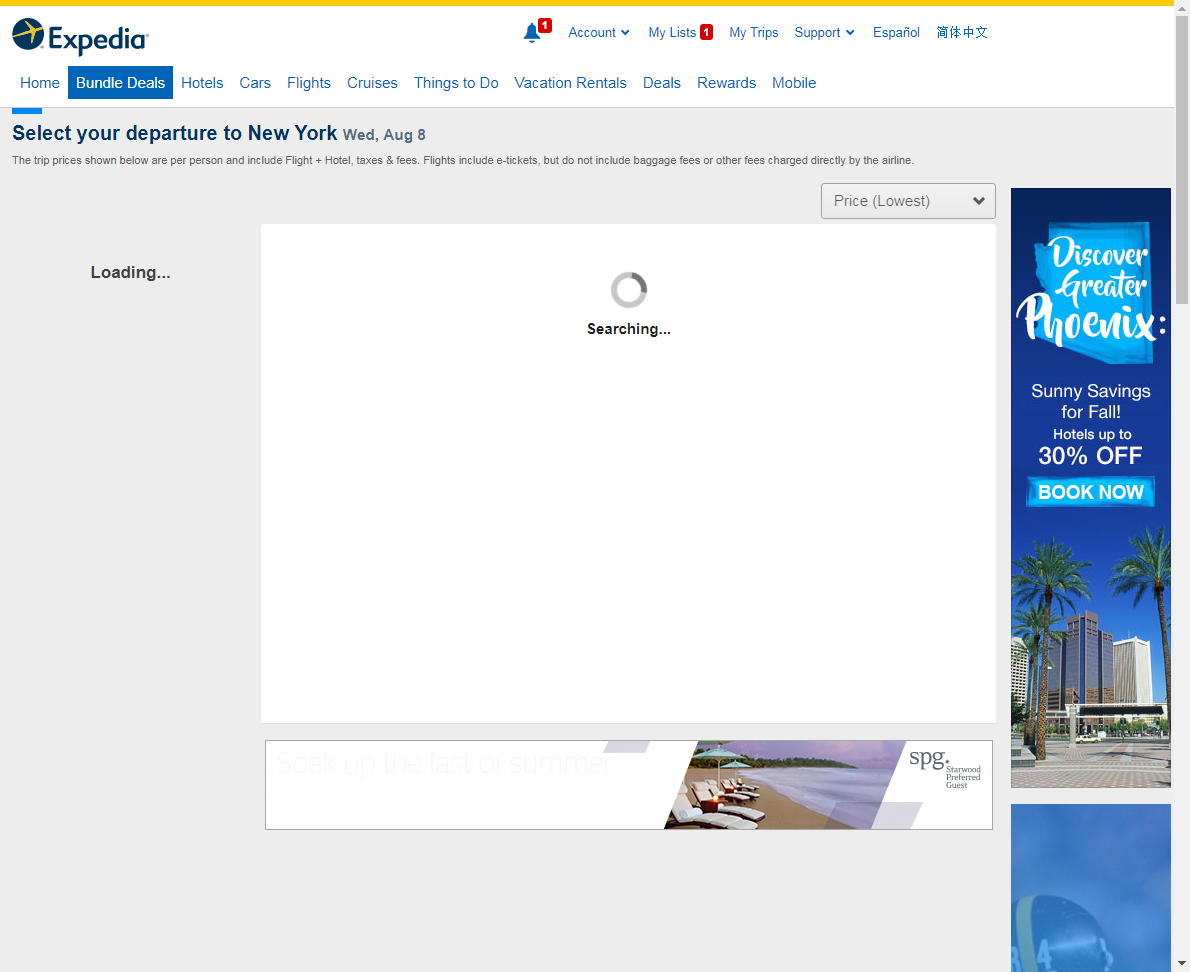 Expedia
1
Account
My Lists 1
My Trips
Support
Español
简体中文
Home
Bundle Deals
Hotels
Cars
Flights
Cruises
Things to Do
Vacation Rentals
Deals
Rewards
Mobile
Select your departure to New York Wed, Aug 8
The trip prices shown below are per person and include Flight + Hotel, taxes & fees. Flights include e-tickets, but do not include baggage fees or other fees charged directly by the airline.
Price (Lowest)
Loading...
Searching...
Discover
Greater
Phoenix:
Sunny Savings
for Fall!
Hotels up to
30% OFF
BOOK NOW
Soak up the last of summer...
spg.
Starwood
Preferred
Guest